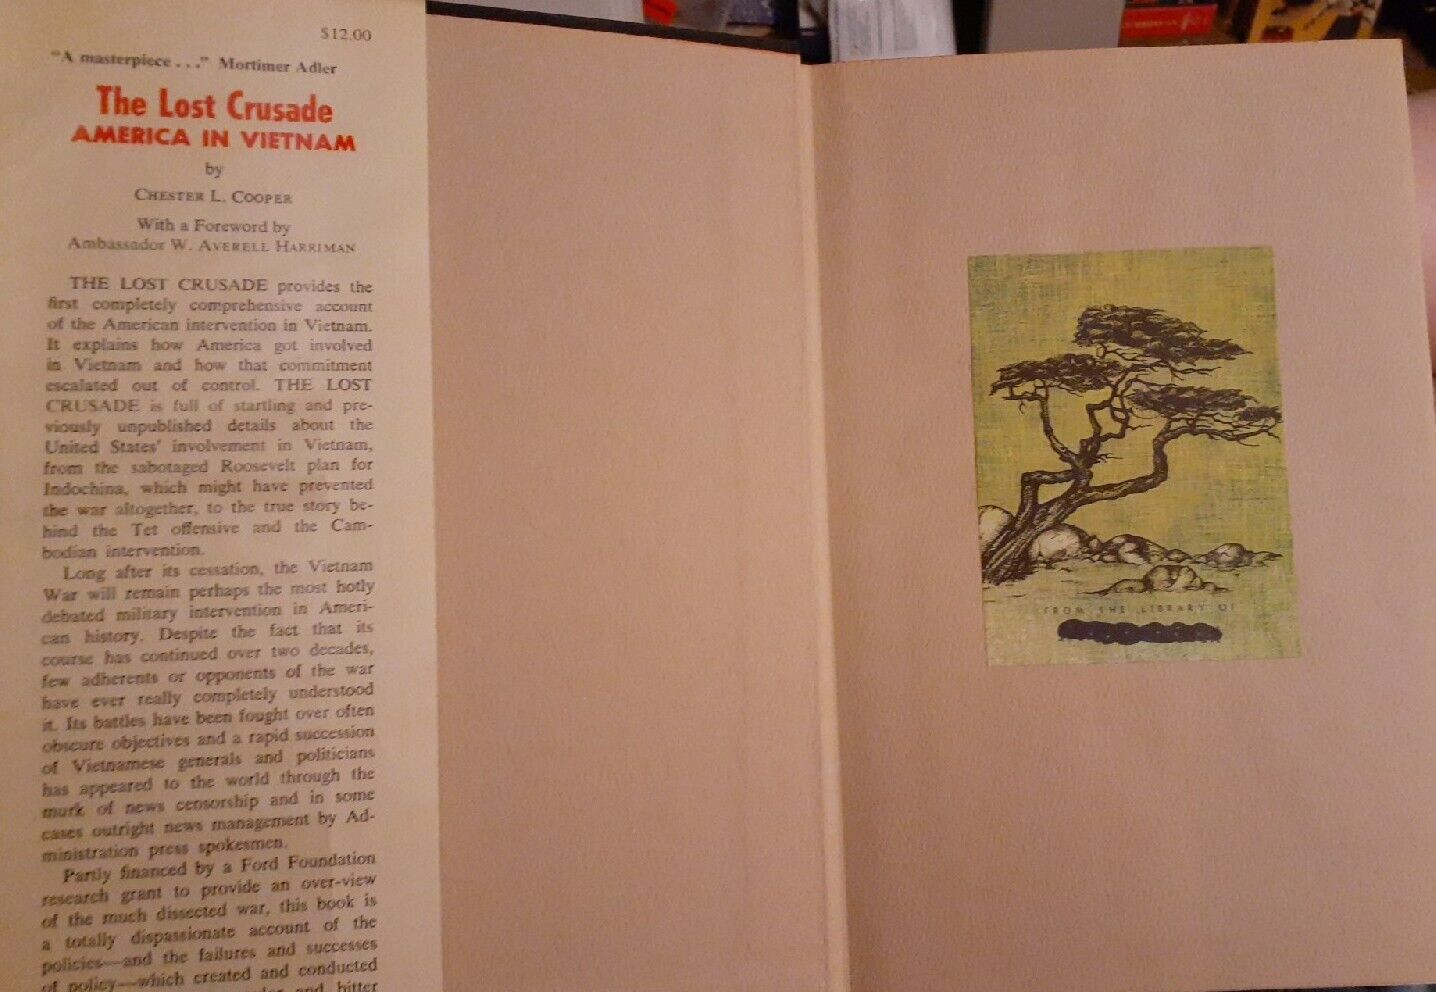 $12.00
"A masterpiece . . ." Mortimer Adler
The Lost Crusade
AMERICA IN VIETNAM
by
CHESTER L. COOPER
With a Foreword by
Ambassador W. AVERELL HARRIMAN
THE LOST CRUSADE provides the
first completely comprehensive account
of the American intervention in Vietnam.
It explains how America got involved
in Vietnam and how that commitment
escalated out of control. THE LOST
CRUSADE is full of startling and pre-
viously unpublished details about the
United States' involvement in Vietnam,
from the sabotaged Roosevelt plan for
Indochina, which might have prevented
the war altogether, to the true story be-
hind the Tet offensive and the Cam-
bodian intervention.
Long after its cessation, the Vietnam
War will remain perhaps the most hotly
debated military intervention in Ameri-
can history. Despite the fact that its
course has continued over two decades,
few adherents or opponents of the war
have ever really completely understood
it. Its battles have been fought over often
obscure objectives and a rapid succession
of Vietnamese generals and politicians
has appeared to the world through the
murk of news censorship and in some
cases outright news management by Ad-
ministration press spokesmen.
Partly financed by a Ford Foundation
research grant to provide an over-view
of the much dissected war, this book is
a totally dispassionate account of the
policies—and the failures and successes
of policy—which created and conducted
and bitter
FROM THE LIBRARY OF